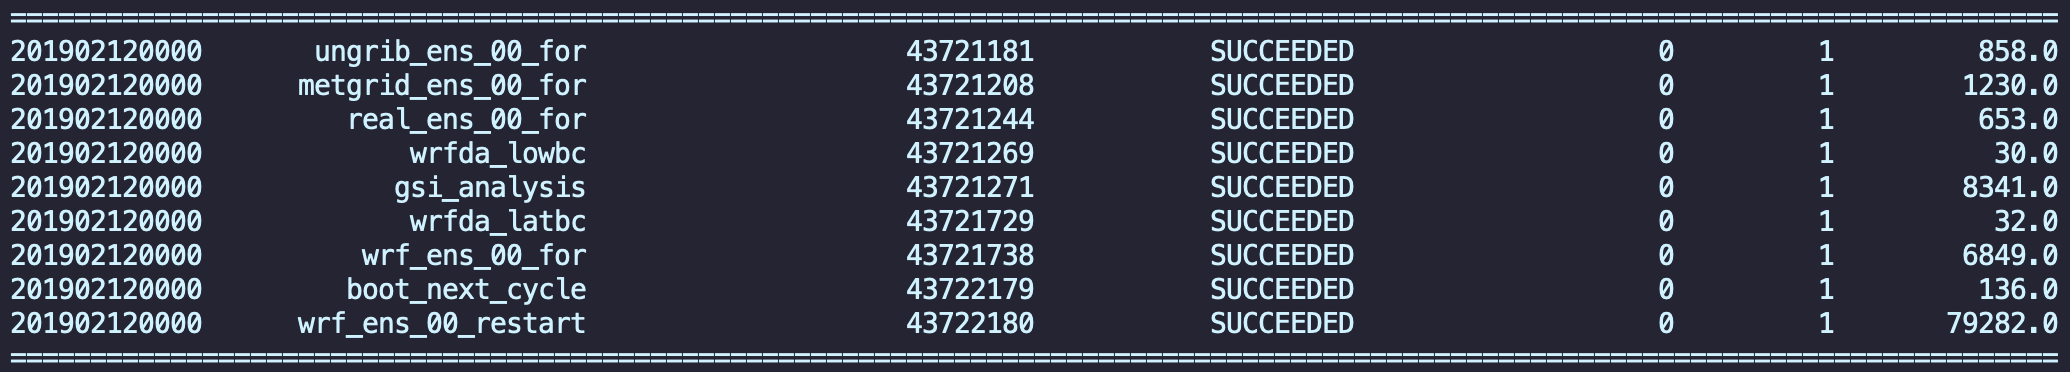 ================================================================================================================================
201902120000       ungrib_ens_00_for                    43721181           SUCCEEDED                   0         1         858.0
201902120000      metgrid_ens_00_for                    43721208           SUCCEEDED                   0         1        1230.0
201902120000         real_ens_00_for                    43721244           SUCCEEDED                   0         1         653.0
201902120000             wrfda_lowbc                    43721269           SUCCEEDED                   0         1          30.0
201902120000            gsi_analysis                    43721271           SUCCEEDED                   0         1        8341.0
201902120000             wrfda_latbc                    43721729           SUCCEEDED                   0         1          32.0
201902120000          wrf_ens_00_for                    43721738           SUCCEEDED                   0         1        6849.0
201902120000         boot_next_cycle                    43722179           SUCCEEDED                   0         1         136.0
201902120000      wrf_ens_00_restart                    43722180           SUCCEEDED                   0         1       79282.0
================================================================================================================================